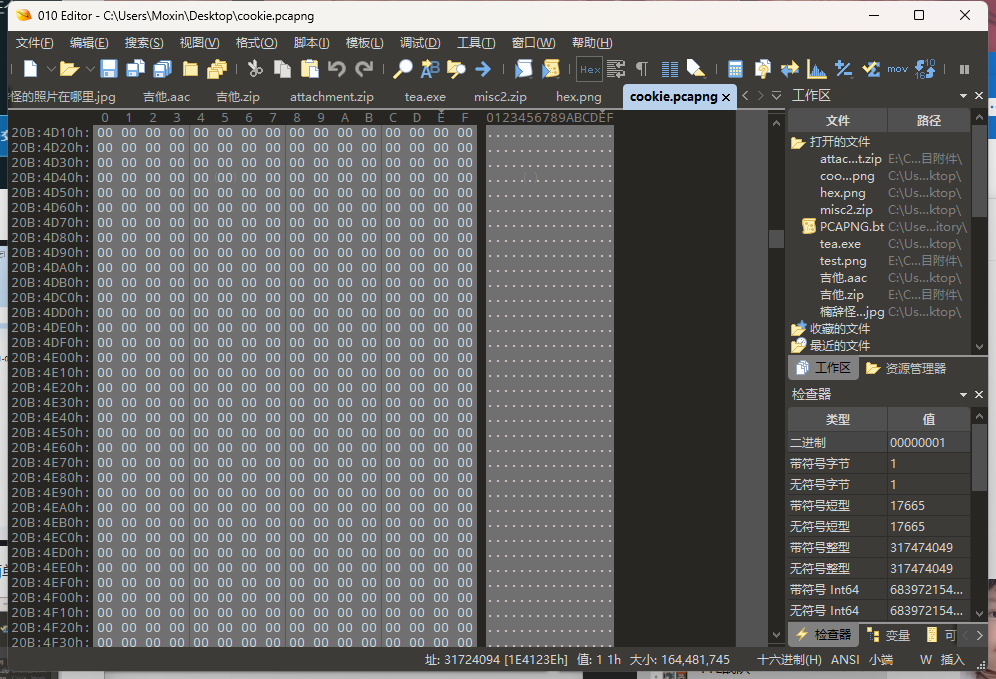 010 Editor - C:\Users\Moxin\Desktop\cookie.pcapng
文件(F) 编辑(E) 搜索(S) 视图(V) 格式(O) 脚本(I) 模板(L) 调试(D) 工具(T) 窗口(W) 帮助(H)
Hex mov
怪的照片在哪里.jpg 吉他.aac 吉他.zip attachment.zip tea.exe misc2.zip hex.png cookie.pcapng
0 1 2 3 4 5 6 7 8 9 A B C D E F 0123456789ABCDEF
20B:4D10h: 00 00 00 00 00 00 00 00 00 00 00 00 00 00 00 00 ................
20B:4D20h: 00 00 00 00 00 00 00 00 00 00 00 00 00 00 00 00 ................
20B:4D30h: 00 00 00 00 00 00 00 00 00 00 00 00 00 00 00 00 ................
20B:4D40h: 00 00 00 00 00 00 00 00 00 00 00 00 00 00 00 00 ................
20B:4D50h: 00 00 00 00 00 00 00 00 00 00 00 00 00 00 00 00 ................
20B:4D60h: 00 00 00 00 00 00 00 00 00 00 00 00 00 00 00 00 ................
20B:4D70h: 00 00 00 00 00 00 00 00 00 00 00 00 00 00 00 00 ................
20B:4D80h: 00 00 00 00 00 00 00 00 00 00 00 00 00 00 00 00 ................
20B:4D90h: 00 00 00 00 00 00 00 00 00 00 00 00 00 00 00 00 ................
20B:4DA0h: 00 00 00 00 00 00 00 00 00 00 00 00 00 00 00 00 ................
20B:4DB0h: 00 00 00 00 00 00 00 00 00 00 00 00 00 00 00 00 ................
20B:4DC0h: 00 00 00 00 00 00 00 00 00 00 00 00 00 00 00 00 ................
20B:4DD0h: 00 00 00 00 00 00 00 00 00 00 00 00 00 00 00 00 ................
20B:4DE0h: 00 00 00 00 00 00 00 00 00 00 00 00 00 00 00 00 ................
20B:4DF0h: 00 00 00 00 00 00 00 00 00 00 00 00 00 00 00 00 ................
20B:4E00h: 00 00 00 00 00 00 00 00 00 00 00 00 00 00 00 00 ................
20B:4E10h: 00 00 00 00 00 00 00 00 00 00 00 00 00 00 00 00 ................
20B:4E20h: 00 00 00 00 00 00 00 00 00 00 00 00 00 00 00 00 ................
20B:4E30h: 00 00 00 00 00 00 00 00 00 00 00 00 00 00 00 00 ................
20B:4E40h: 00 00 00 00 00 00 00 00 00 00 00 00 00 00 00 00 ................
20B:4E50h: 00 00 00 00 00 00 00 00 00 00 00 00 00 00 00 00 ................
20B:4E60h: 00 00 00 00 00 00 00 00 00 00 00 00 00 00 00 00 ................
20B:4E70h: 00 00 00 00 00 00 00 00 00 00 00 00 00 00 00 00 ................
20B:4E80h: 00 00 00 00 00 00 00 00 00 00 00 00 00 00 00 00 ................
20B:4E90h: 00 00 00 00 00 00 00 00 00 00 00 00 00 00 00 00 ................
20B:4EA0h: 00 00 00 00 00 00 00 00 00 00 00 00 00 00 00 00 ................
20B:4EB0h: 00 00 00 00 00 00 00 00 00 00 00 00 00 00 00 00 ................
20B:4EC0h: 00 00 00 00 00 00 00 00 00 00 00 00 00 00 00 00 ................
20B:4ED0h: 00 00 00 00 00 00 00 00 00 00 00 00 00 00 00 00 ................
20B:4EE0h: 00 00 00 00 00 00 00 00 00 00 00 00 00 00 00 00 ................
20B:4EF0h: 00 00 00 00 00 00 00 00 00 00 00 00 00 00 00 00 ................
20B:4F00h: 00 00 00 00 00 00 00 00 00 00 00 00 00 00 00 00 ................
20B:4F10h: 00 00 00 00 00 00 00 00 00 00 00 00 00 00 00 00 ................
20B:4F20h: 00 00 00 00 00 00 00 00 00 00 00 00 00 00 00 00 ................
20B:4F30h: 00 00 00 00 00 00 00 00 00 00 00 00 00 00 00 00 ................
工作区
文件 路径
打开的文件
attac...t.zip E:\C...目附件\
coo...png C:\Us...ktop\
hex.png C:\Us...ktop\
misc2.zip C:\Us...ktop\
PCAPNG.bt C:\Use...itory\
tea.exe C:\Us...ktop\
test.png E:\C...目附件\
吉他.aac C:\Us...ktop\
吉他.zip E:\C...目附件\
楠辞怪...jpg C:\Us...ktop\
收藏的文件
最近的文件
工作区 资源管理器
检查器
类型 值
二进制 00000001
带符号字节 1
无符号字节 1
带符号短型 17665
无符号短型 17665
带符号整型 317474049
无符号整型 317474049
带符号 Int64 683972154...
无符号 Int64 683972154...
检查器 变量 可
址: 31724094 [1E4123Eh] 值: 1 1h 大小: 164,481,745 十六进制(H) ANSI 小端 W 插入